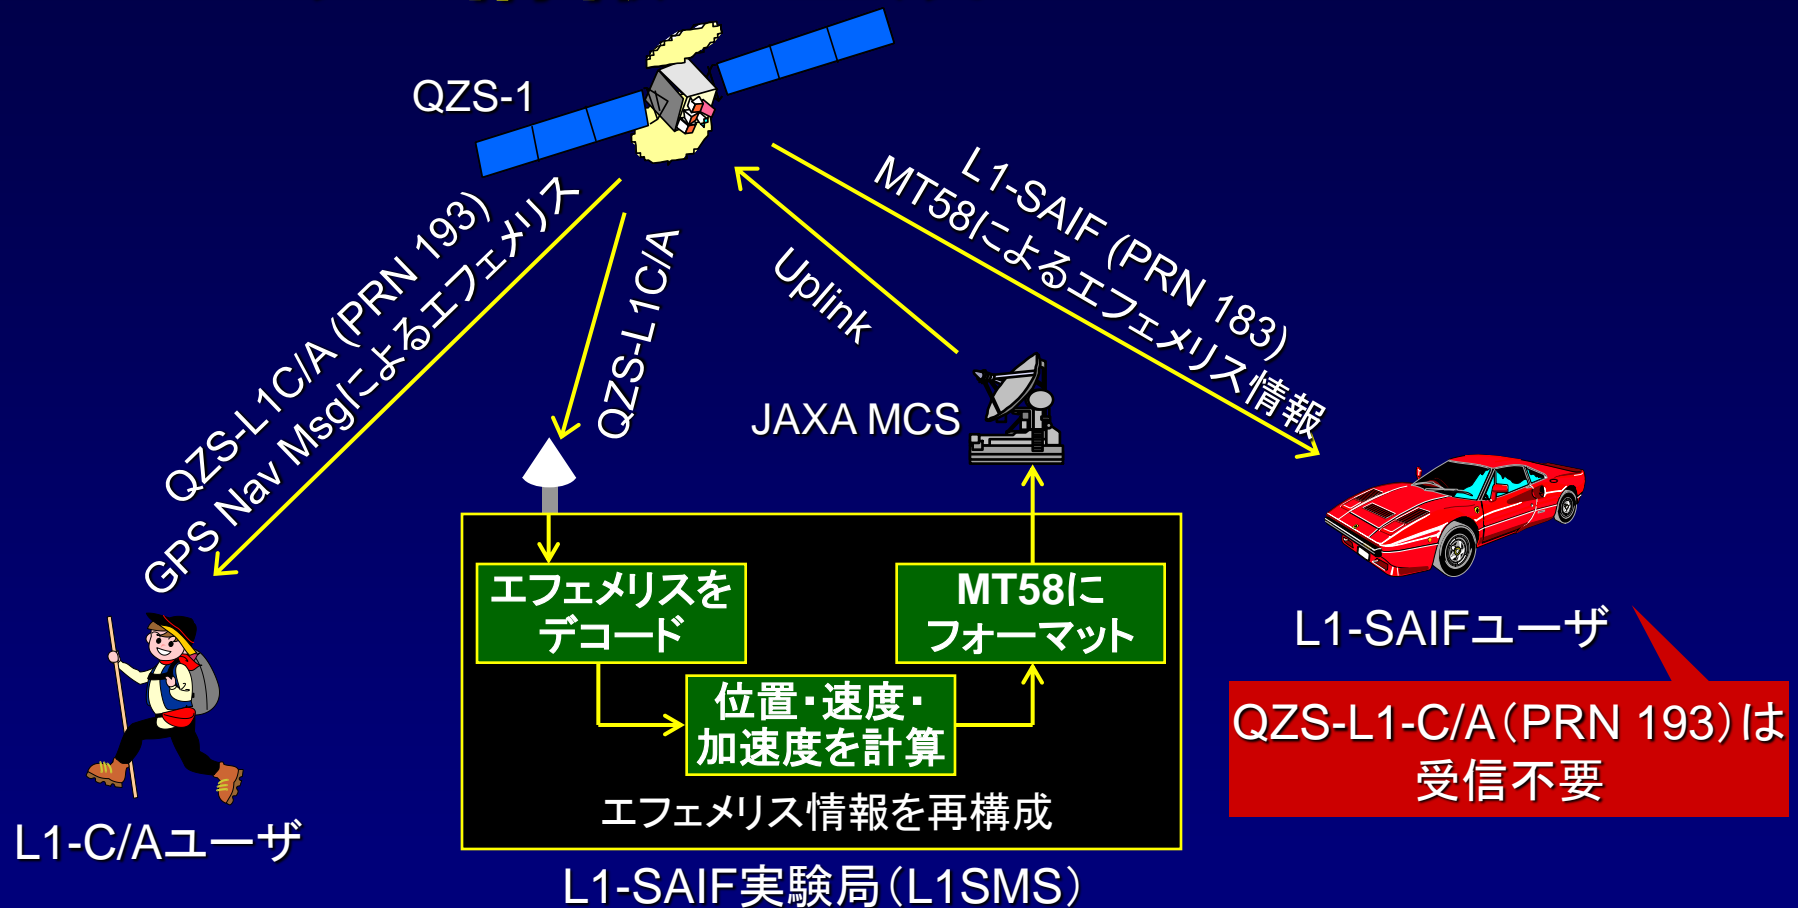 QZS-1
QZS-L1C/A (PRN 193)
GPS Nav Msgによるエフェメリス
QZS-L1C/A
Uplink
L1-SAIF (PRN 183)
MT58によるエフェメリス情報
JAXA MCS
エフェメリスを
デコード
MT58に
フォーマット
位置・速度・
加速度を計算
エフェメリス情報を再構成
L1-SAIF実験局（L1SMS）
L1-C/Aユーザ
L1-SAIFユーザ
QZS-L1-C/A（PRN 193）は
受信不要